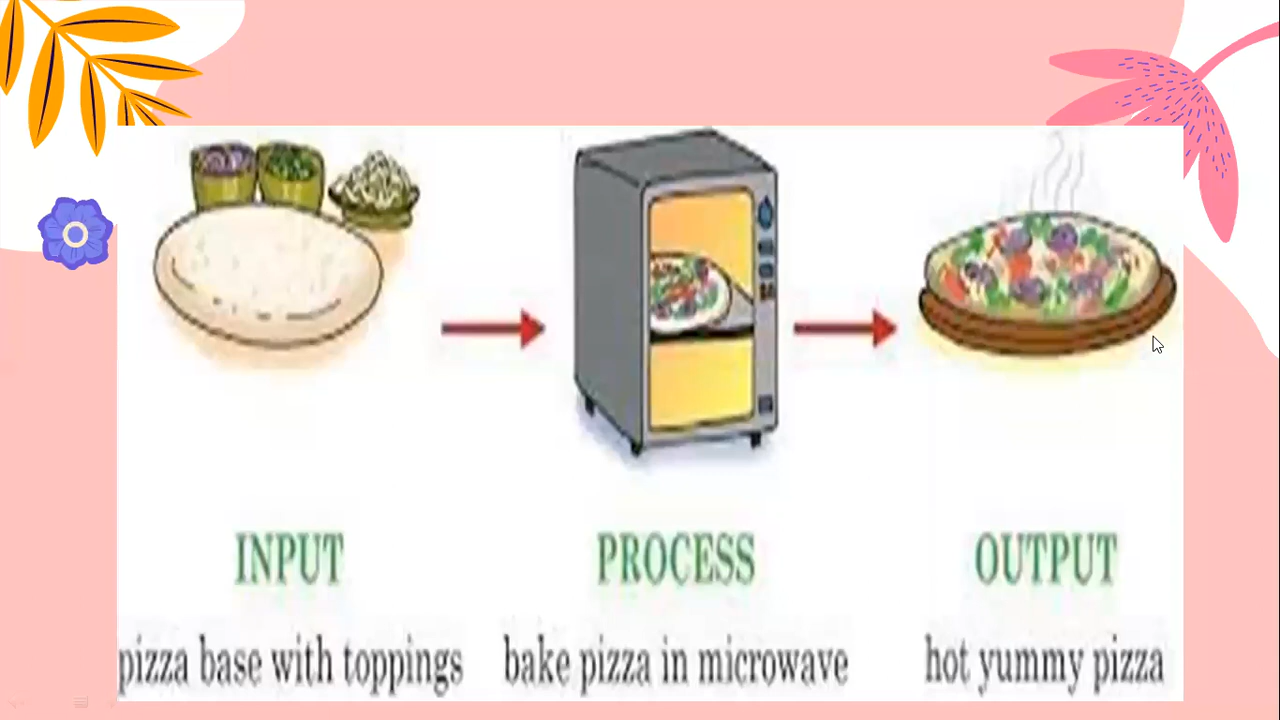 INPUT PROCESS OUTPUT
pizza base with toppings bake pizza in microwave hot yummy pizza